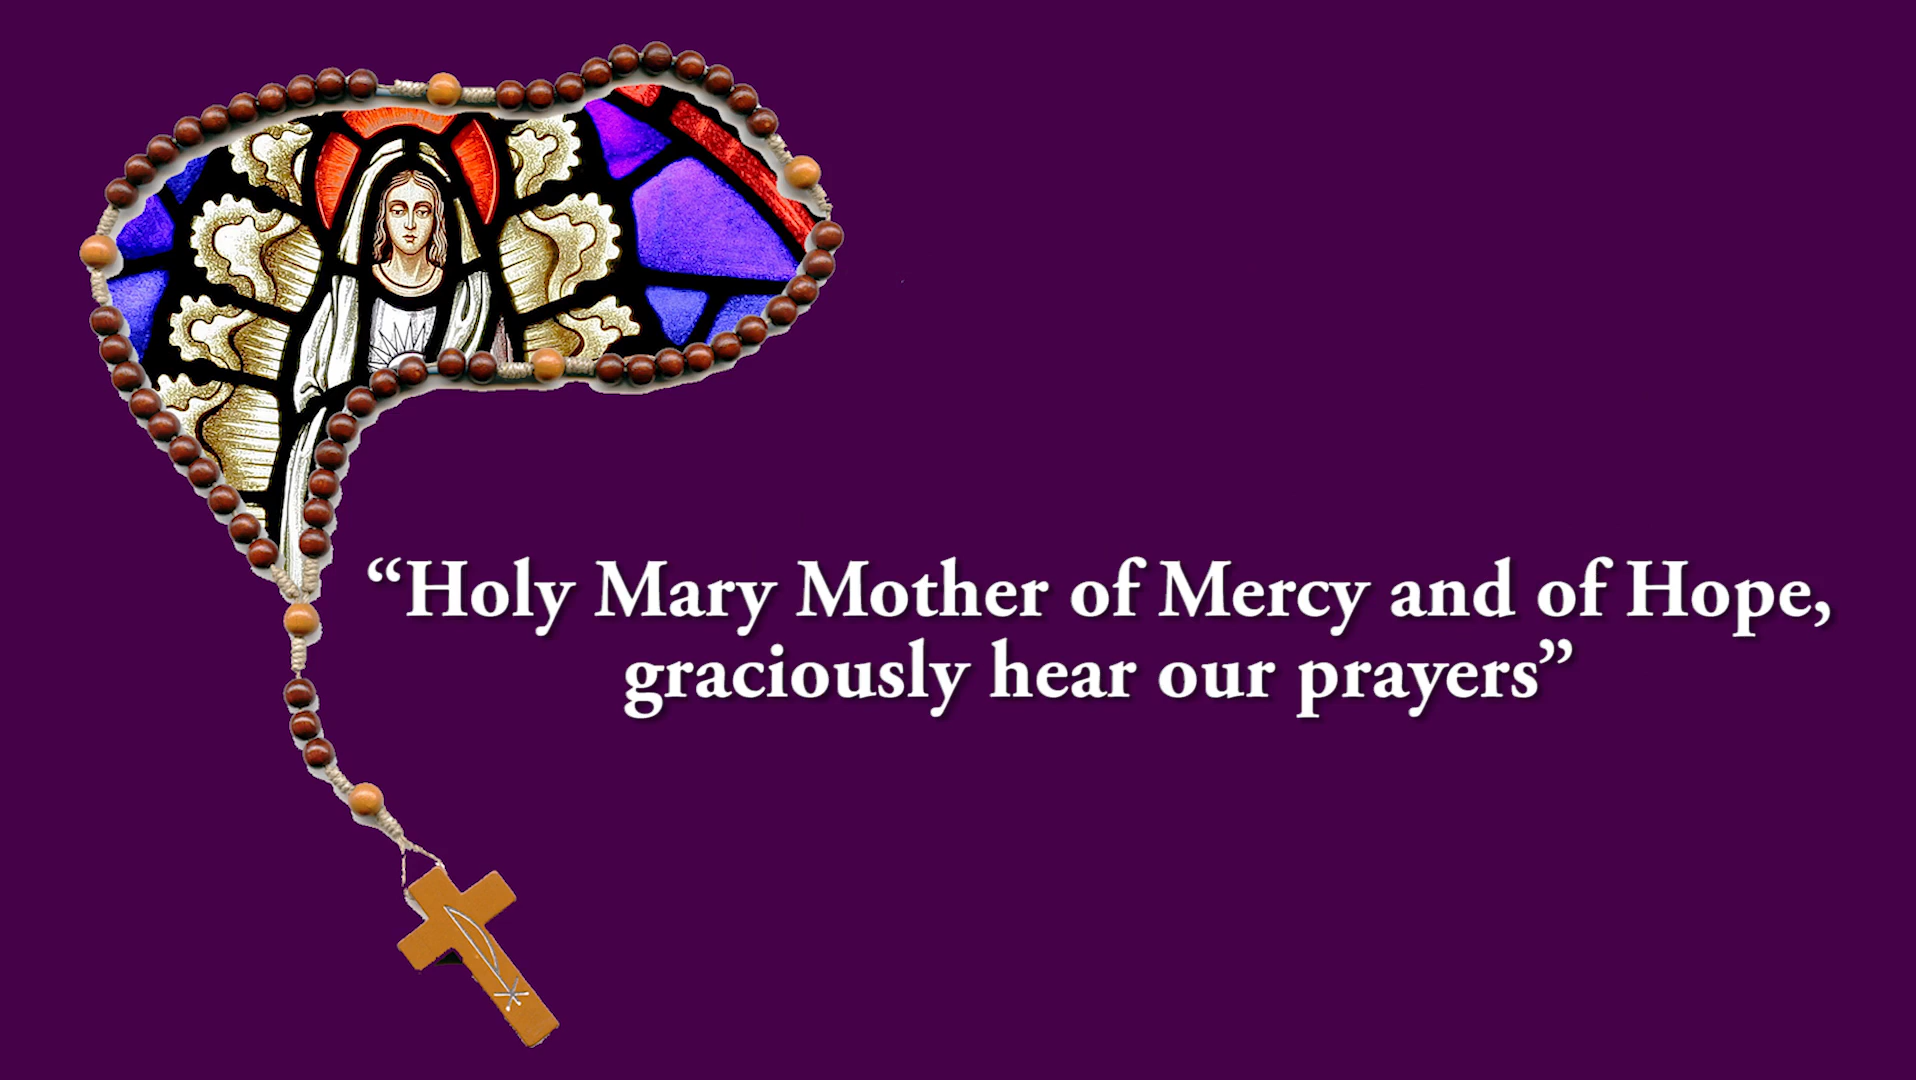 “Holy Mary Mother of Mercy and of Hope,
graciously hear our prayers”